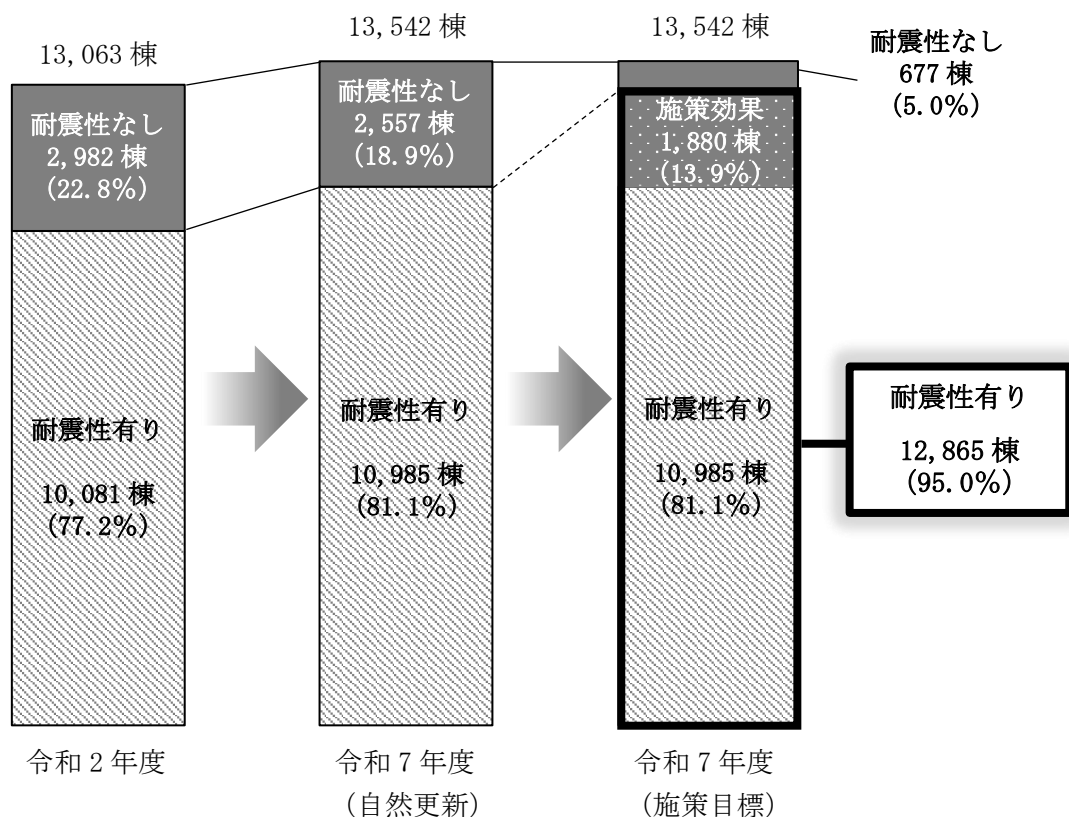 13,063 棟
耐震性なし
2,982 棟
(22.8%)
耐震性有り
10,081 棟
(77.2%)
令和 2 年度
13,542 棟
耐震性なし
2,557 棟
(18.9%)
耐震性有り
10,985 棟
(81.1%)
令和 7 年度
(自然更新)
13,542 棟
施策効果
1,880 棟
(13.9%)
耐震性有り
10,985 棟
(81.1%)
令和 7 年度
(施策目標)
耐震性なし
677 棟
(5.0%)
耐震性有り
12,865 棟
(95.0%)